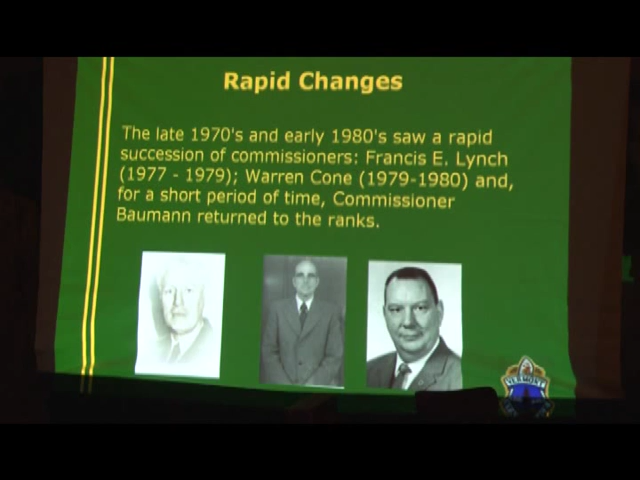 Rapid Changes
The late 1970's and early 1980's saw a rapid
succession of commissioners: Francis E. Lynch
(1977 - 1979); Warren Cone (1979-1980) and,
for a short period of time, Commissioner
Baumann returned to the ranks.
VERMONT